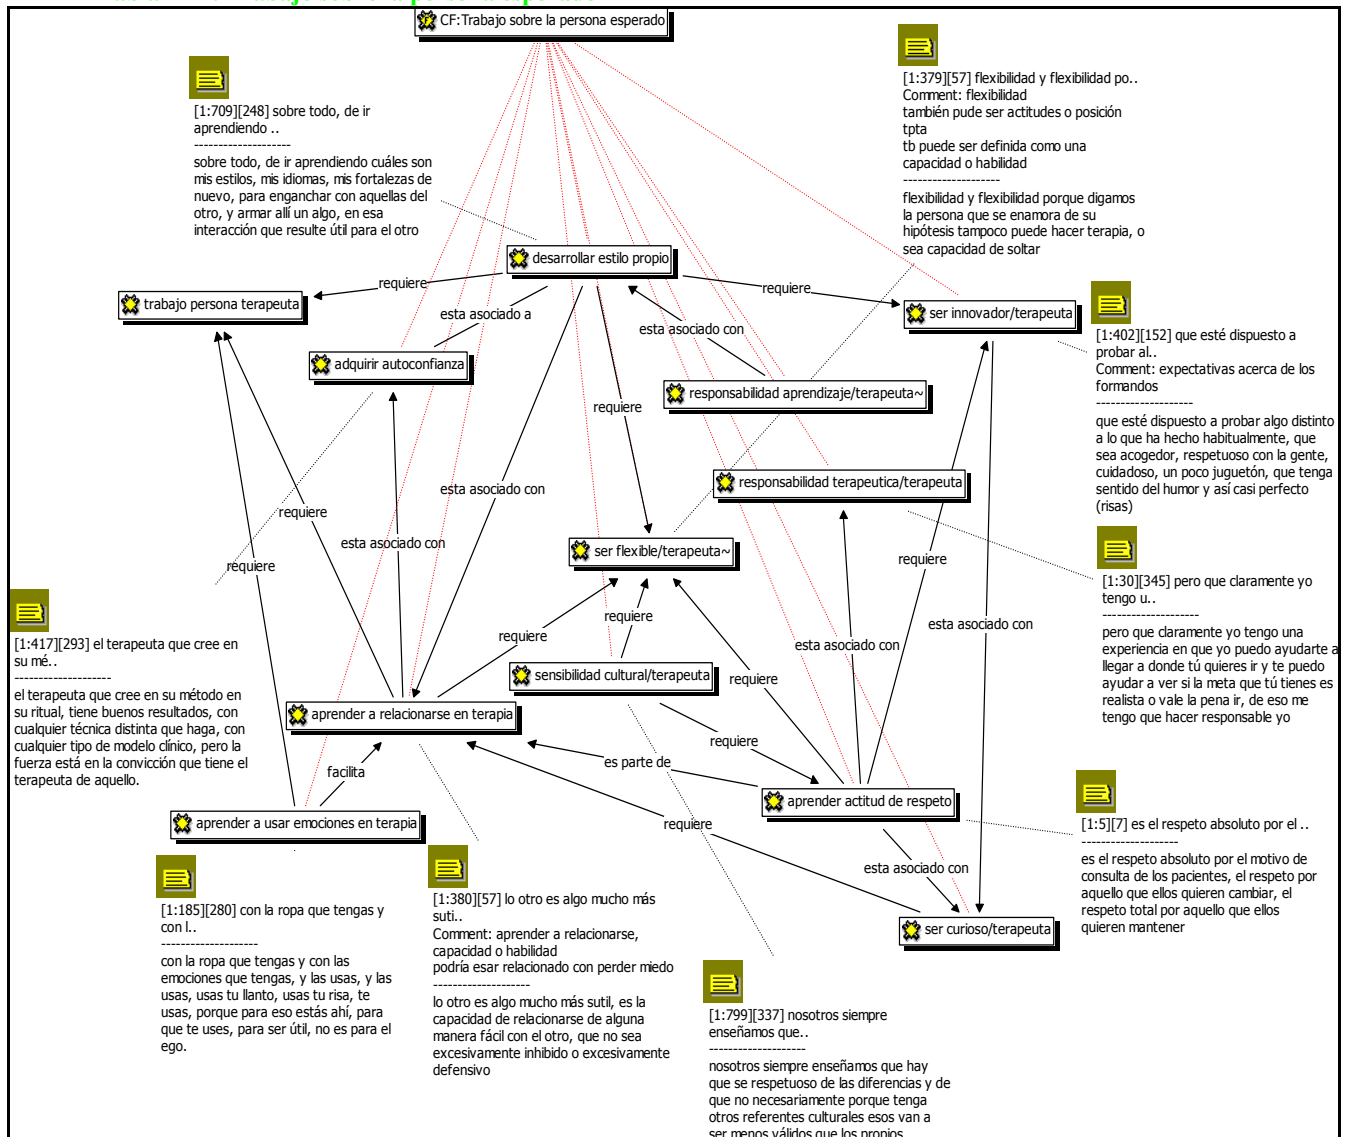 CF:Trabajo sobre la persona esperado
[1:709][248] sobre todo, de ir
aprendiendo ..
--------------------
sobre todo, de ir aprendiendo cuáles son
mis estilos, mis idiomas, mis fortalezas de
nuevo, para enganchar con aquellas del
otro, y armar allí un algo, en esa
interacción que resulte útil para el otro
[1:379][57] flexibilidad y flexibilidad po..
Comment: flexibilidad
también pude ser actitudes o posición
tpta
tb puede ser definida como una
capacidad o habilidad
--------------------
flexibilidad y flexibilidad porque digamos
la persona que se enamora de su
hipótesis tampoco puede hacer terapia, o
sea capacidad de soltar
desarrollar estilo propio
requiere
requiere
trabajo persona terapeuta
ser innovador/terapeuta
esta asociado a
esta asociado con
[1:402][152] que esté dispuesto a
probar al..
Comment: expectativas acerca de los
formandos
--------------------
que esté dispuesto a probar algo distinto
a lo que ha hecho habitualmente, que
sea acogedor, respetuoso con la gente,
cuidadoso, un poco juguetón, que tenga
sentido del humor y así casi perfecto
(risas)
adquirir autoconfianza
responsabilidad aprendizaje/terapeuta~
requiere
responsabilidad terapeutica/terapeuta
esta asociado con
requiere
esta asociado con
ser flexible/terapeuta~
requiere
requiere
[1:30][345] pero que claramente yo
tengo u..
--------------------
pero que claramente yo tengo una
experiencia en que yo puedo ayudarte a
llegar a donde tú quieres ir y te puedo
ayudar a ver si la meta que tú tienes es
realista o vale la pena ir, de eso me
tengo que hacer responsable yo
[1:417][293] el terapeuta que cree en
su mé..
--------------------
el terapeuta que cree en su método en
su ritual, tiene buenos resultados, con
cualquier técnica distinta que haga, con
cualquier tipo de modelo clínico, pero la
fuerza está en la convicción que tiene el
terapeuta de aquello.
requiere
requiere
esta asociado con
esta asociado con
sensibilidad cultural/terapeuta
requiere
aprender a relacionarse en terapia
requiere
es parte de
facilita
aprender actitud de respeto
aprender a usar emociones en terapia
requiere
[1:5][7] es el respeto absoluto por el ..
--------------------
es el respeto absoluto por el motivo de
consulta de los pacientes, el respeto por
aquello que ellos quieren cambiar, el
respeto total por aquello que ellos
quieren mantener
esta asociado con
ser curioso/terapeuta
[1:185][280] con la ropa que tengas y
con l..
--------------------
con la ropa que tengas y con las
emociones que tengas, y las usas, y las
usas, usas tu llanto, usas tu risa, te
usas, porque para eso estás ahí, para
que te uses, para ser útil, no es para el
ego.
[1:380][57] lo otro es algo mucho más
suti..
Comment: aprender a relacionarse,
capacidad o habilidad
podría esar relacionado con perder miedo
--------------------
lo otro es algo mucho más sutil, es la
capacidad de relacionarse de alguna
manera fácil con el otro, que no sea
excesivamente inhibido o excesivamente
defensivo
[1:799][337] nosotros siempre
enseñamos que..
--------------------
nosotros siempre enseñamos que hay
que se respetuoso de las diferencias y de
que no necesariamente porque tenga
otros referentes culturales esos van a
ser menos válidos que los propios